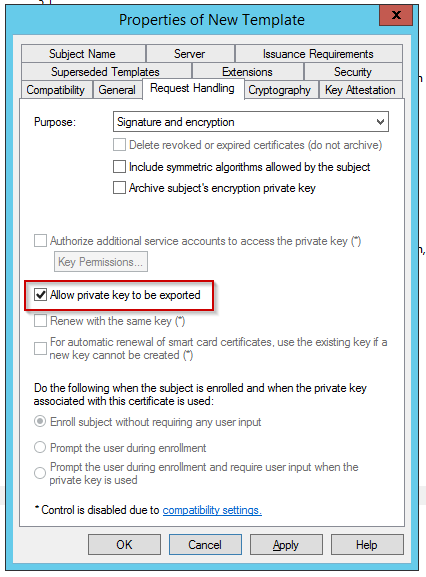 Properties of New Template
x
Subject Name Server Issuance Requirements
Superseded Templates Extensions Security
Compatibility General Request Handling Cryptography Key Attestation
Purpose: Signature and encryption
Delete revoked or expired certificates (do not archive)
Include symmetric algorithms allowed by the subject
Archive subject's encryption private key
Authorize additional service accounts to access the private key (*)
Key Permissions...
Allow private key to be exported
Renew with the same key (*)
For automatic renewal of smart card certificates, use the existing key if a
new key cannot be created (*)
Do the following when the subject is enrolled and when the private key
associated with this certificate is used:
Enroll subject without requiring any user input
Prompt the user during enrollment
Prompt the user during enrollment and require user input when the
private key is used
* Control is disabled due to compatibility settings.
OK Cancel Apply Help